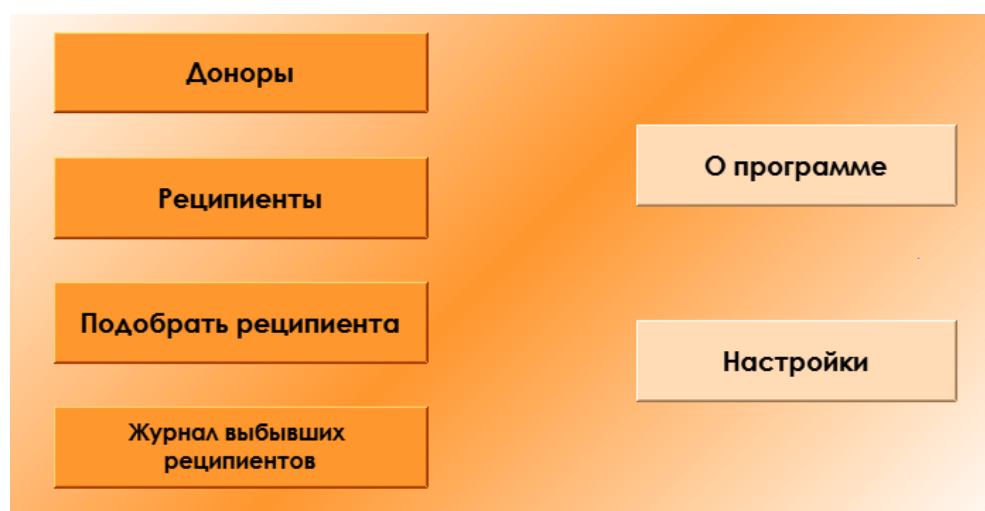 Доноры
Реципиенты
Подобрать реципиента
Журнал выбывших
реципиентов
О программе
Настройки